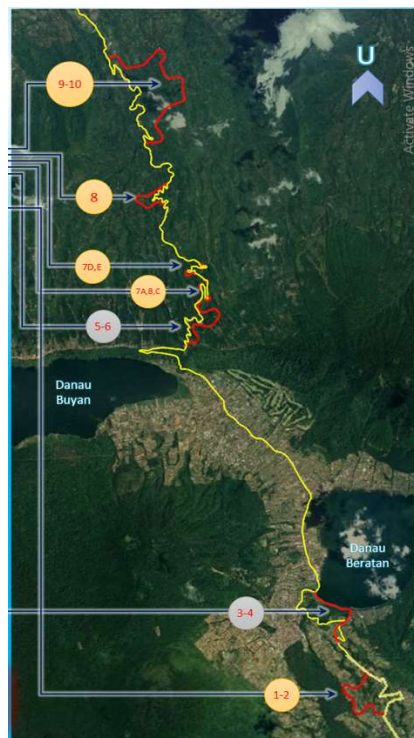 U
Activate Windows
9-10
8
7D,E
7A,B,C
5-6
Danau
Buyan
Danau
Beratan
3-4
1-2